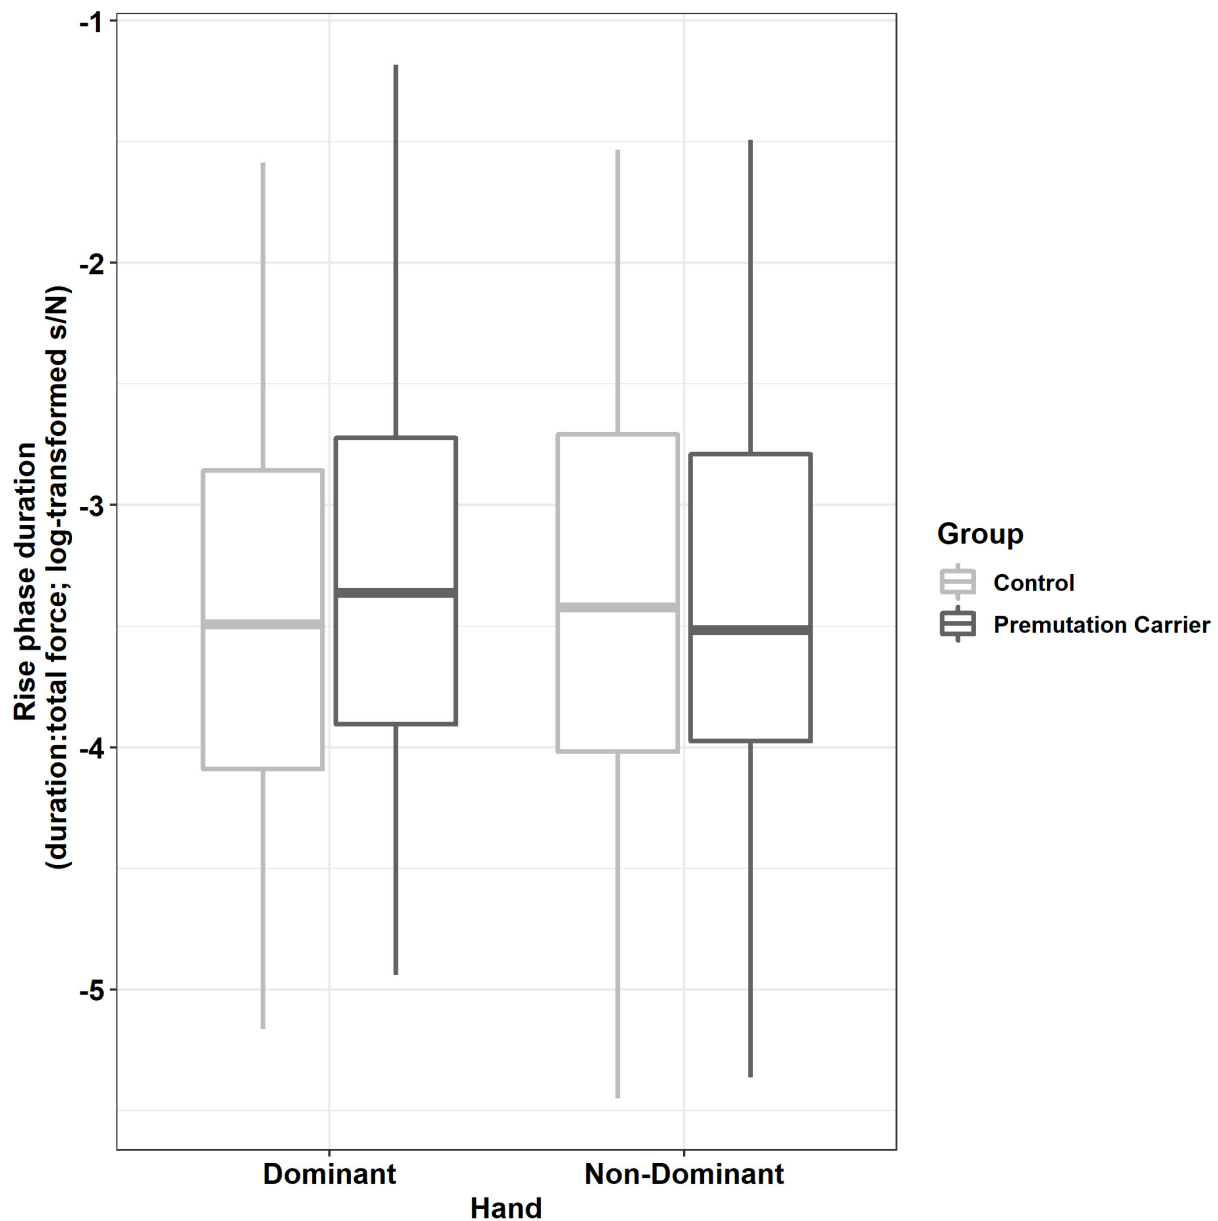 Rise phase duration
(duration:total force; log-transformed s/N)
-1
-2
-3
-4
-5
Dominant
Non-Dominant
Hand
Group
Control
Premutation Carrier